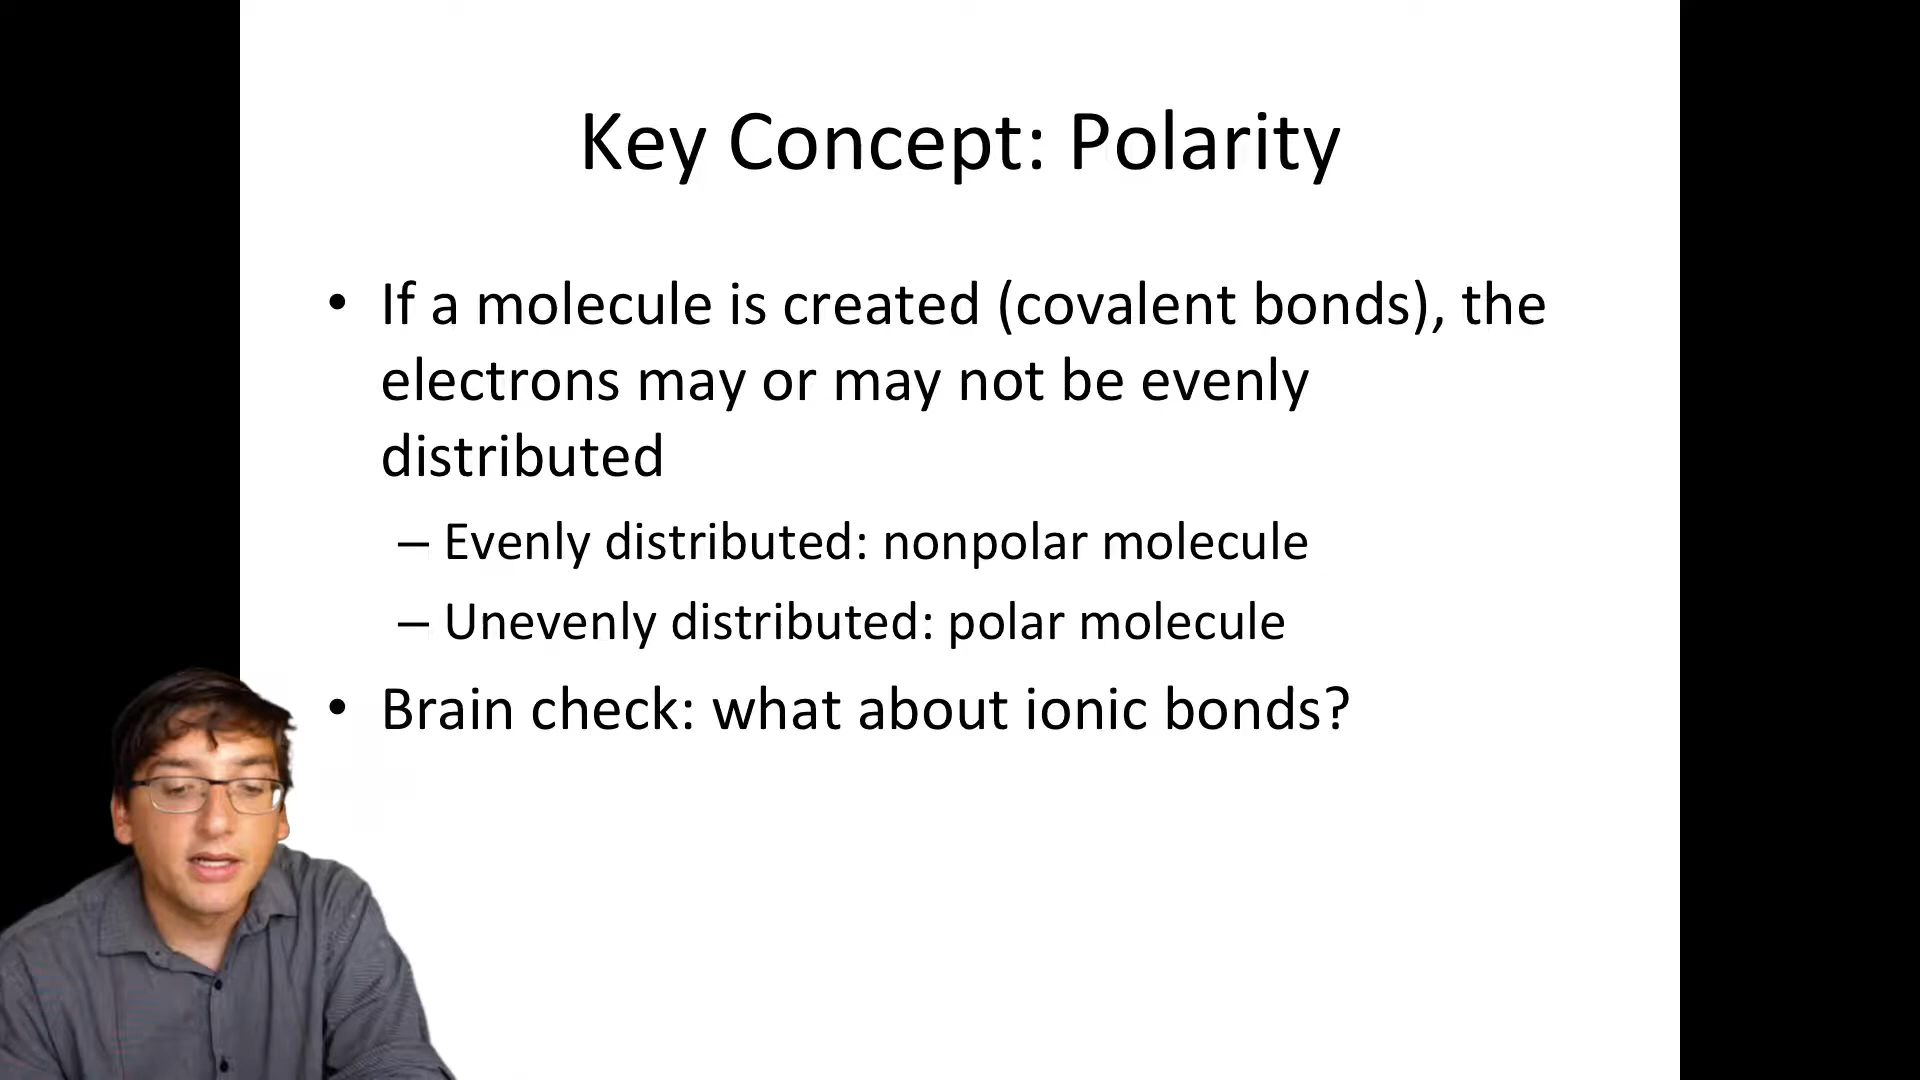 Key Concept: Polarity
• If a molecule is created (covalent bonds), the
electrons may or may not be evenly
distributed
– Evenly distributed: nonpolar molecule
– Unevenly distributed: polar molecule
• Brain check: what about ionic bonds?